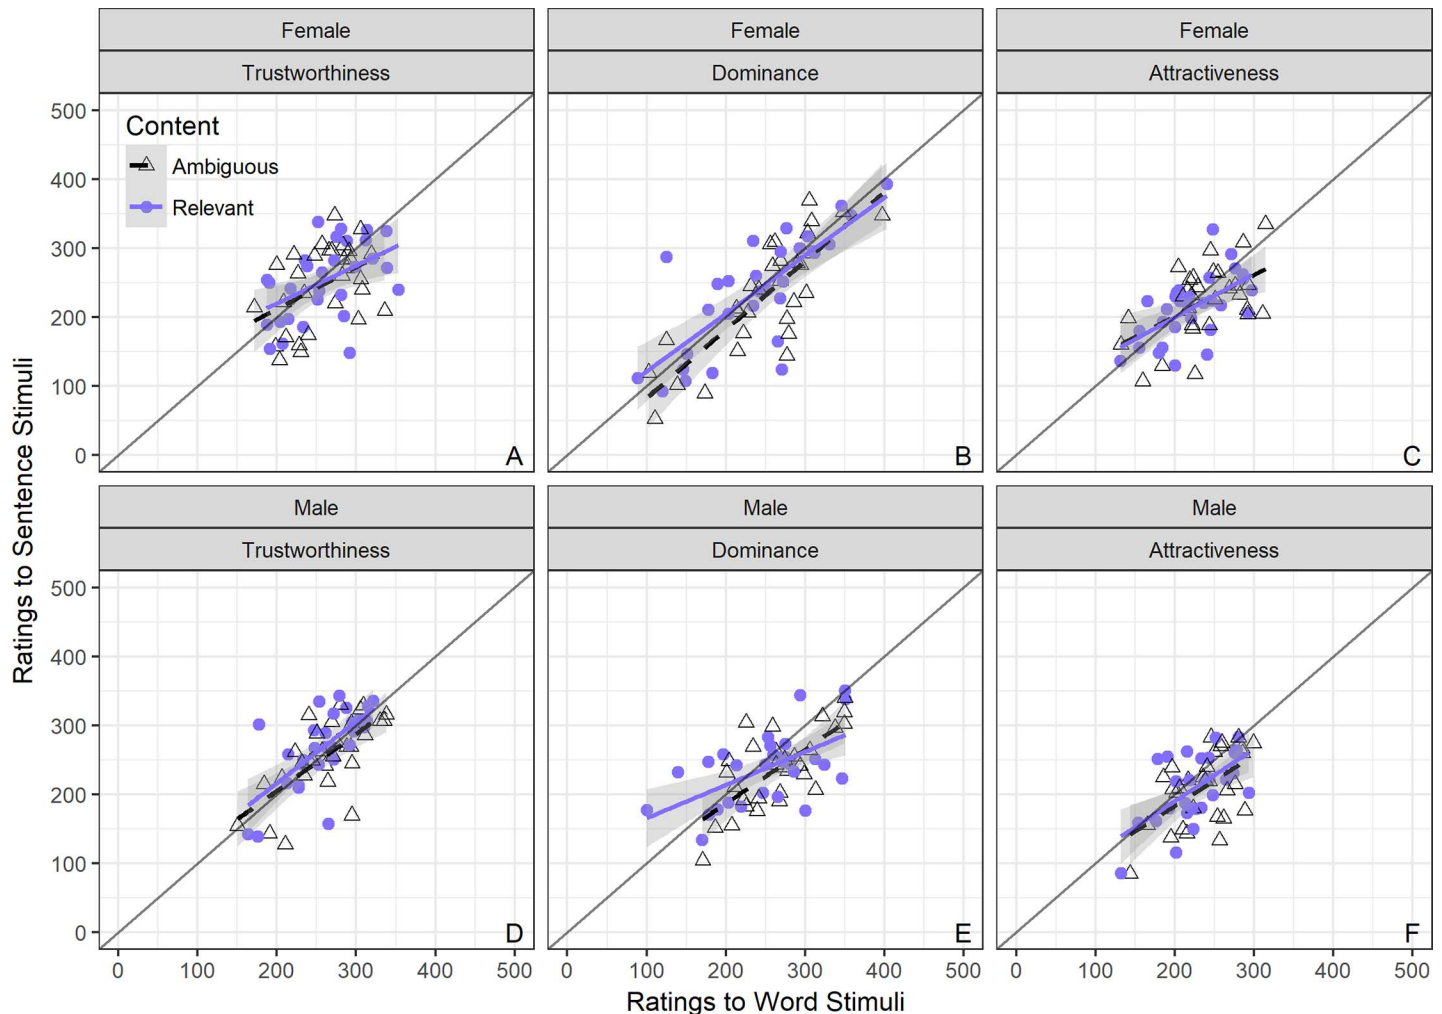 Female Female Female
Trustworthiness Dominance Attractiveness
500
Content
400
Ambiguous
Relevant
300
200
100
0
A B C
Male Male Male
Trustworthiness Dominance Attractiveness
500
400
300
200
100
0
D E F
0 100 200 300 400 500 0 100 200 300 400 500 0 100 200 300 400 500
Ratings to Word Stimuli
Ratings to Sentence Stimuli